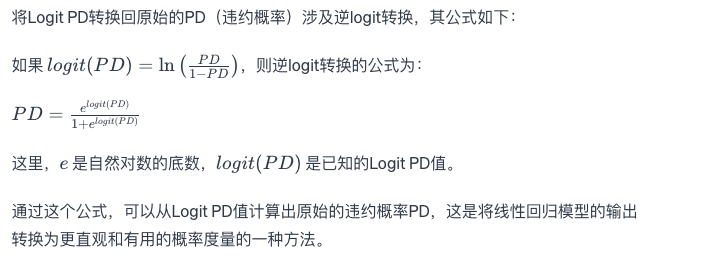 将Logit PD转换回原始的PD（违约概率）涉及逆logit转换，其公式如下：
如果 logit(PD) = ln(PD/1−PD)，则逆logit转换的公式为：
PD = e^logit(PD)/1+e^logit(PD)
这里，e 是自然对数的底数，logit(PD) 是已知的Logit PD值。
通过这个公式，可以从Logit PD值计算出原始的违约概率PD，这是将线性回归模型的输出
转换为更直观和有用的概率度量的一种方法。